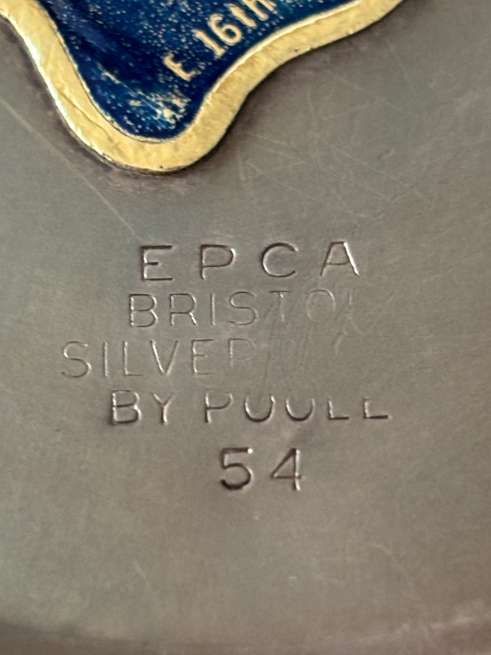 E. 16th
EPCA
BRISTOL
SILVER
BY POOLE
54